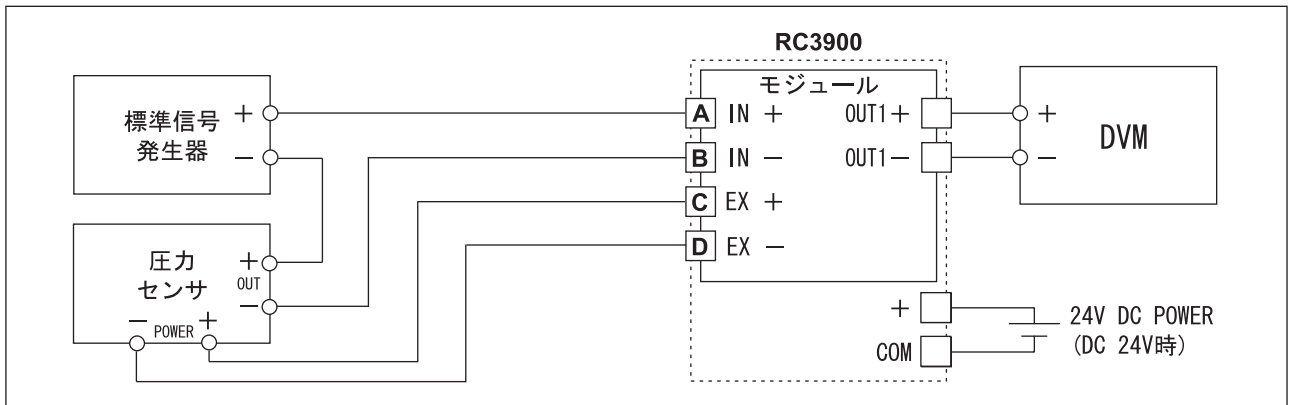 RC3900
モジュール
標準信号
発生器
+
−
A IN +
B IN −
C EX +
D EX −
OUT1 +
OUT1 −
+
−
DVM
圧力
センサ
+
OUT
−
− POWER +
+
COM
24V DC POWER
(DC 24V時)